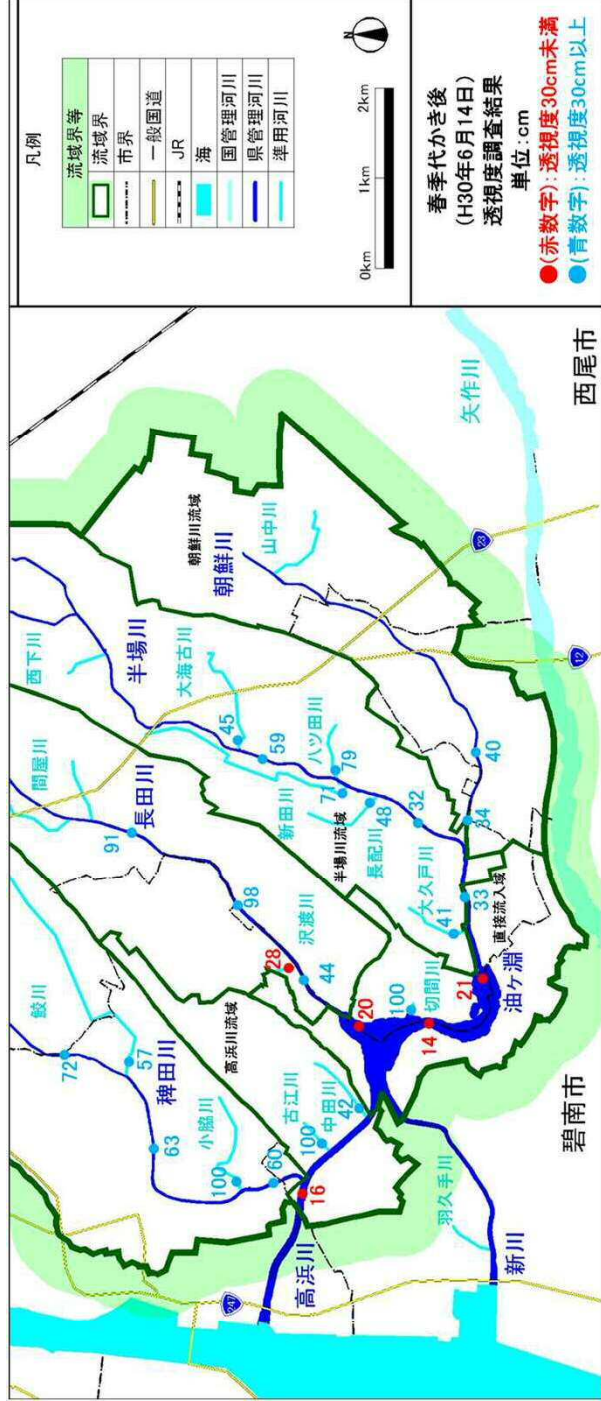 凡例
流域界等
流域界
市界
一般国道
JR
海
国管理河川
県管理河川
準用河川
N
0km 1km 2km
春季代かき後
(H30年6月14日)
透視度調査結果
単位:cm
●(赤数字):透視度30cm未満
●(青数字):透視度30cm以上
西下川
間屋川
半場川
朝鮮川流域
山中川
朝鮮川
大海古川
長田川
91
45
59
八ツ田川
79
新田川
71
半場川流域
長配川
48
32
大久戸川
41
33
34
40
直接流入域
矢作川
西尾市
23
12
98
沢渡川
28
44
20
100
切間川
14
21
油ヶ淵
鮫川
72
57
稗田川
63
高浜川流域
小脇川
100
60
古江川
100
中田川
42
16
高浜川
247
羽久手川
新川
碧南市